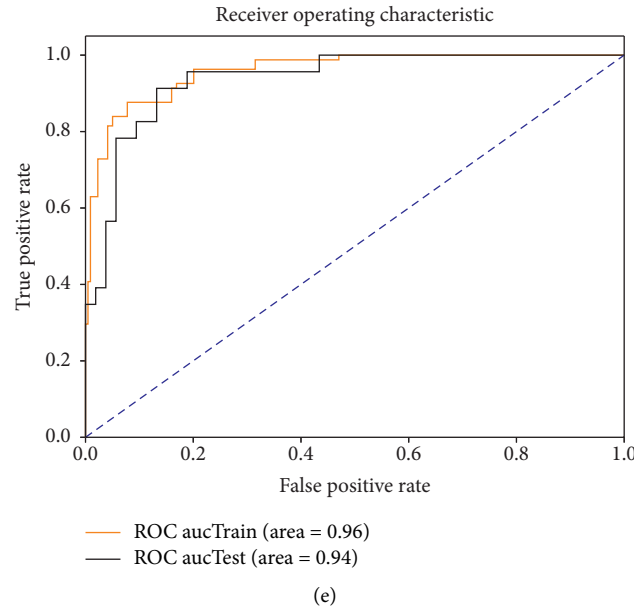 Receiver operating characteristic
1.0
0.8
0.6
0.4
0.2
0.0
True positive rate
0.0 0.2 0.4 0.6 0.8 1.0
False positive rate
ROC aucTrain (area = 0.96)
ROC aucTest (area = 0.94)
(e)